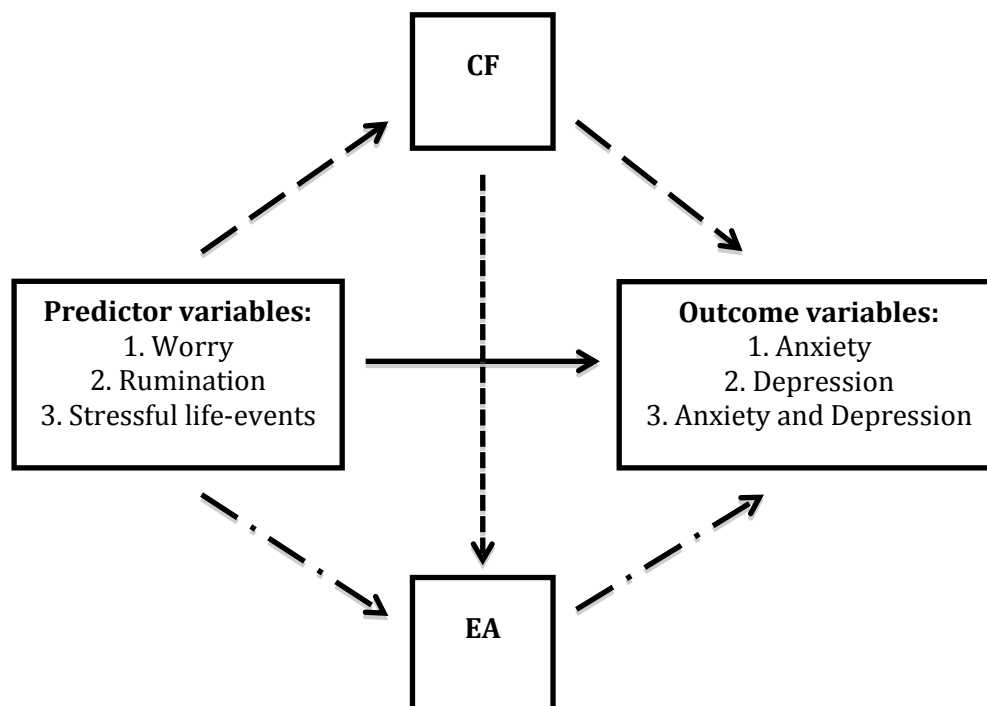 CF
Predictor variables:
1. Worry
2. Rumination
3. Stressful life-events
Outcome variables:
1. Anxiety
2. Depression
3. Anxiety and Depression
EA